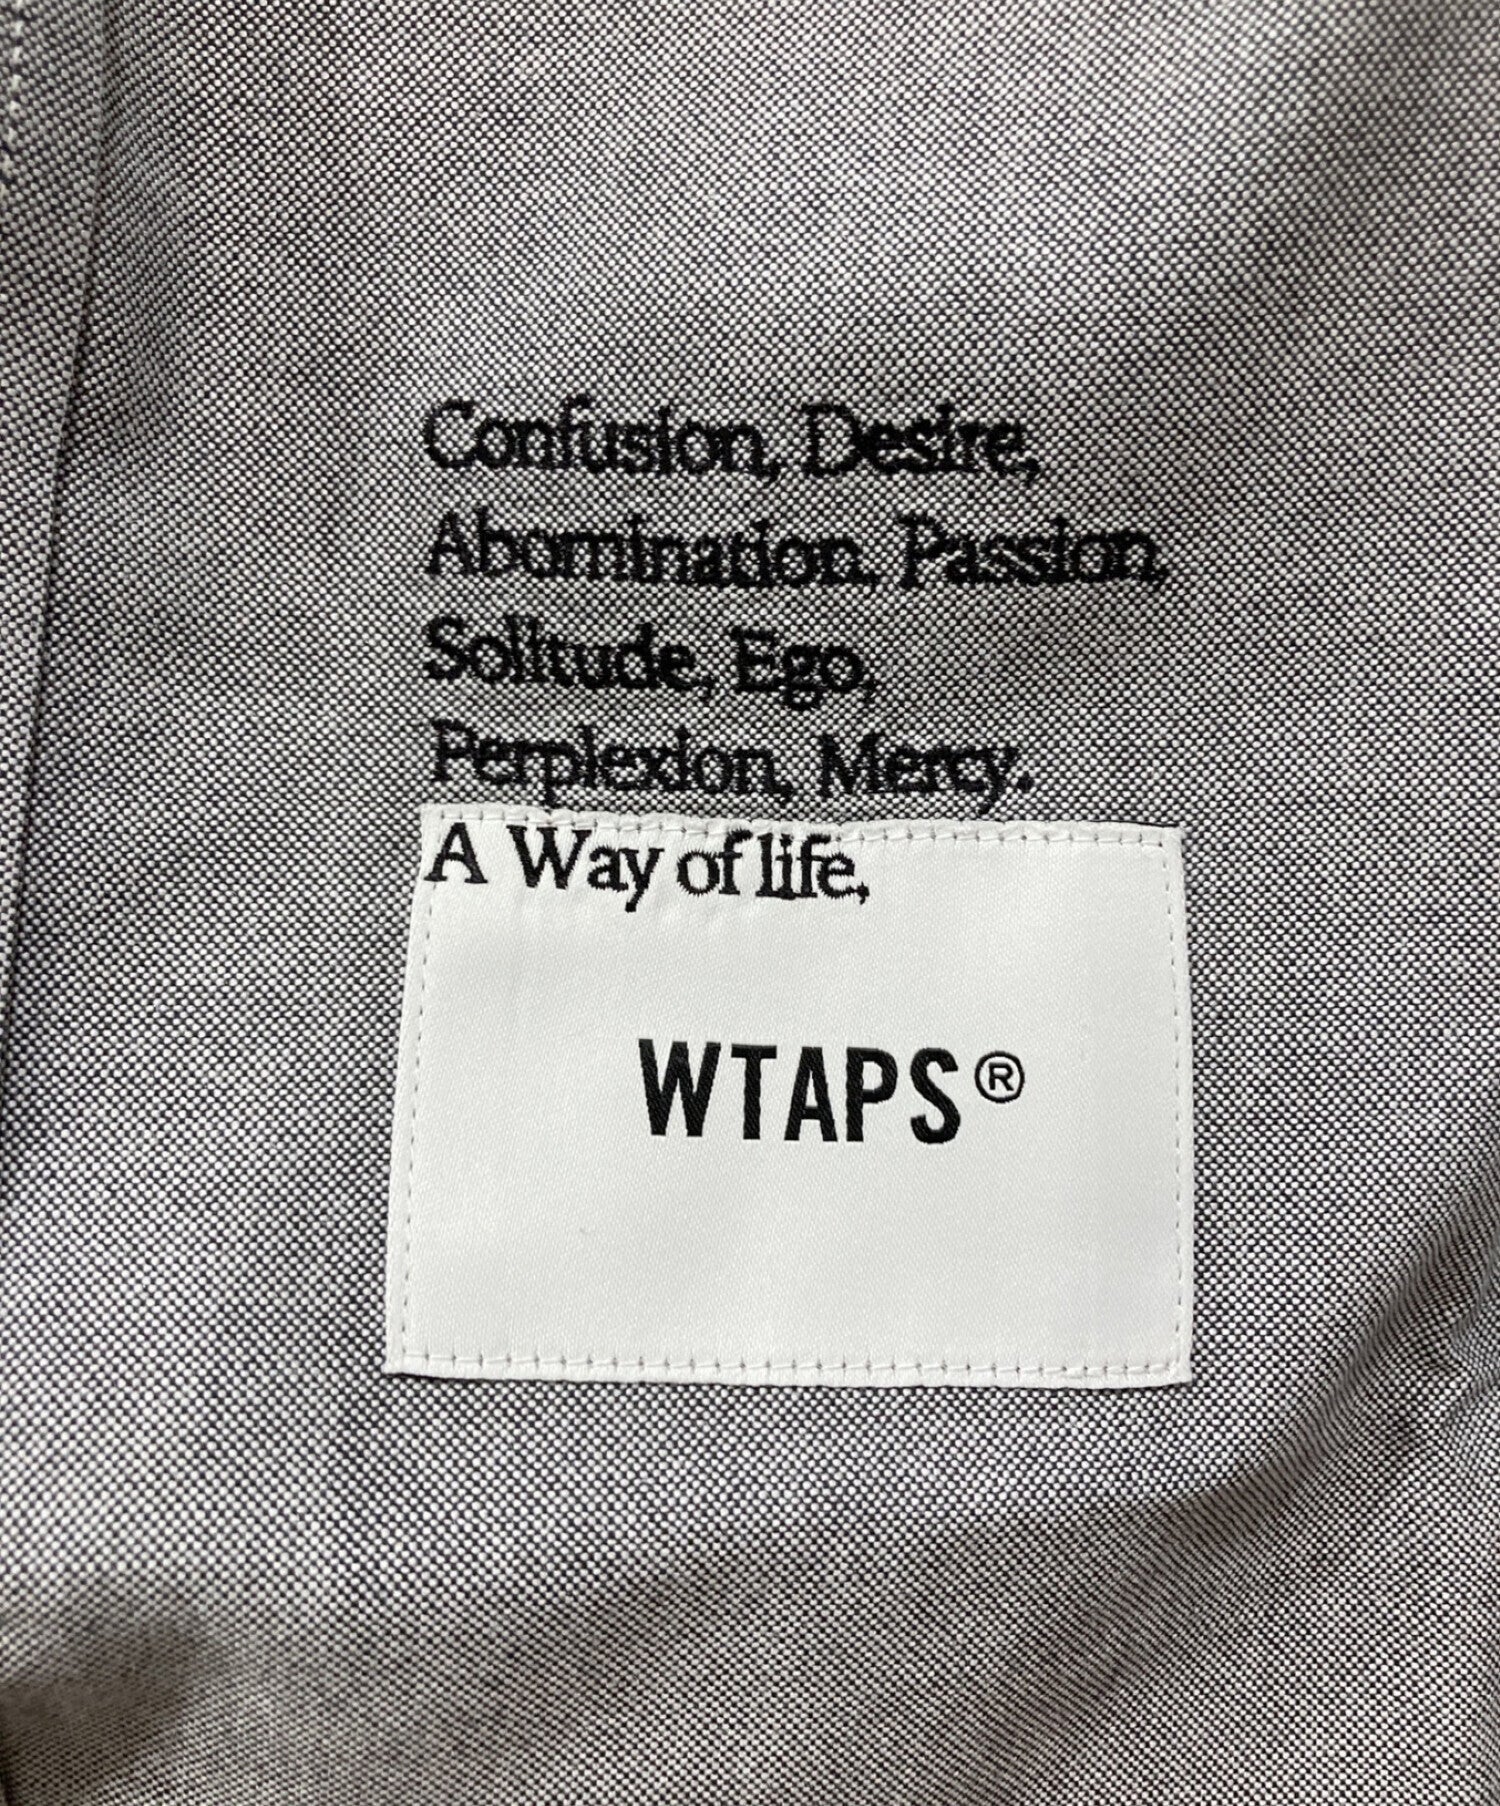 Confusion, Desire,
Abomination, Passion,
Solitude, Ego,
Perplexion, Mercy.
A Way of life,
WTAPS®